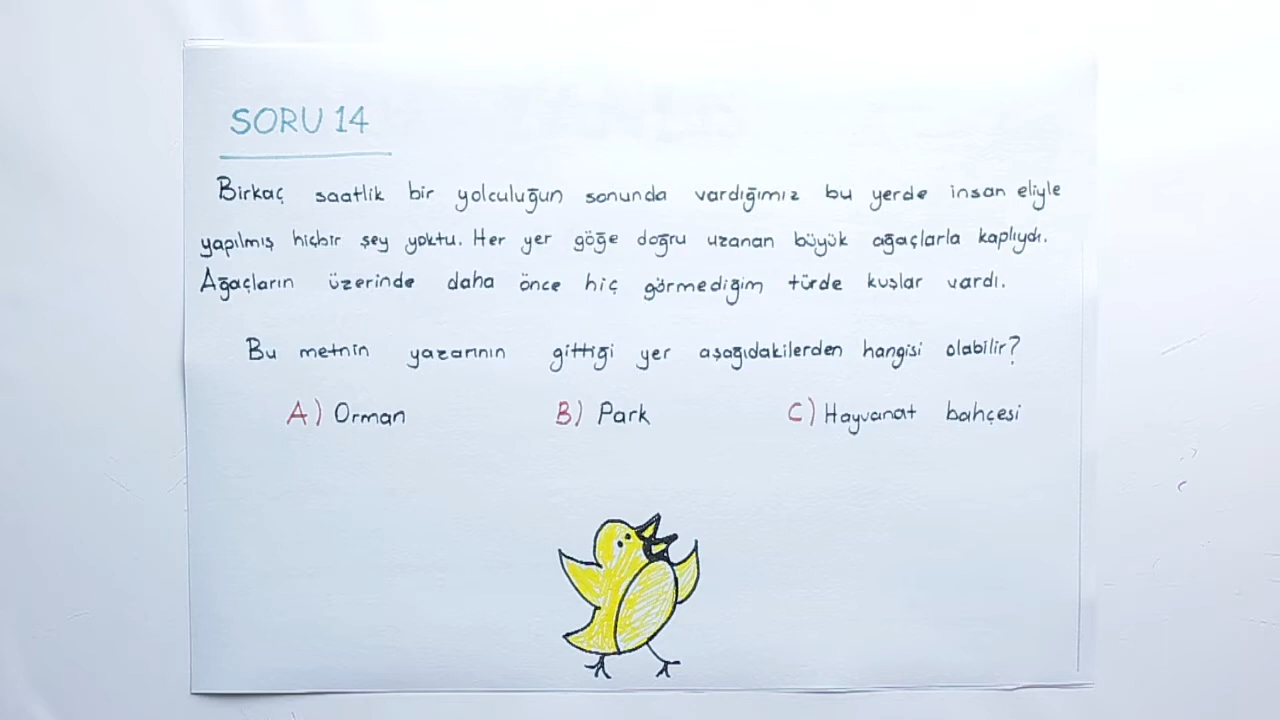 SORU 14
Birkaç saatlik bir yolculuğun sonunda vardığımız bu yerde insan eliyle
yapılmış hiçbir şey yoktu. Her yer göğe doğru uzanan büyük ağaçlarla kaplıydı.
Ağaçların üzerinde daha önce hiç görmediğim türde kuşlar vardı.
Bu metnin yazarının gittiği yer aşağıdakilerden hangisi olabilir?
A) Orman B) Park C) Hayvanat bahçesi